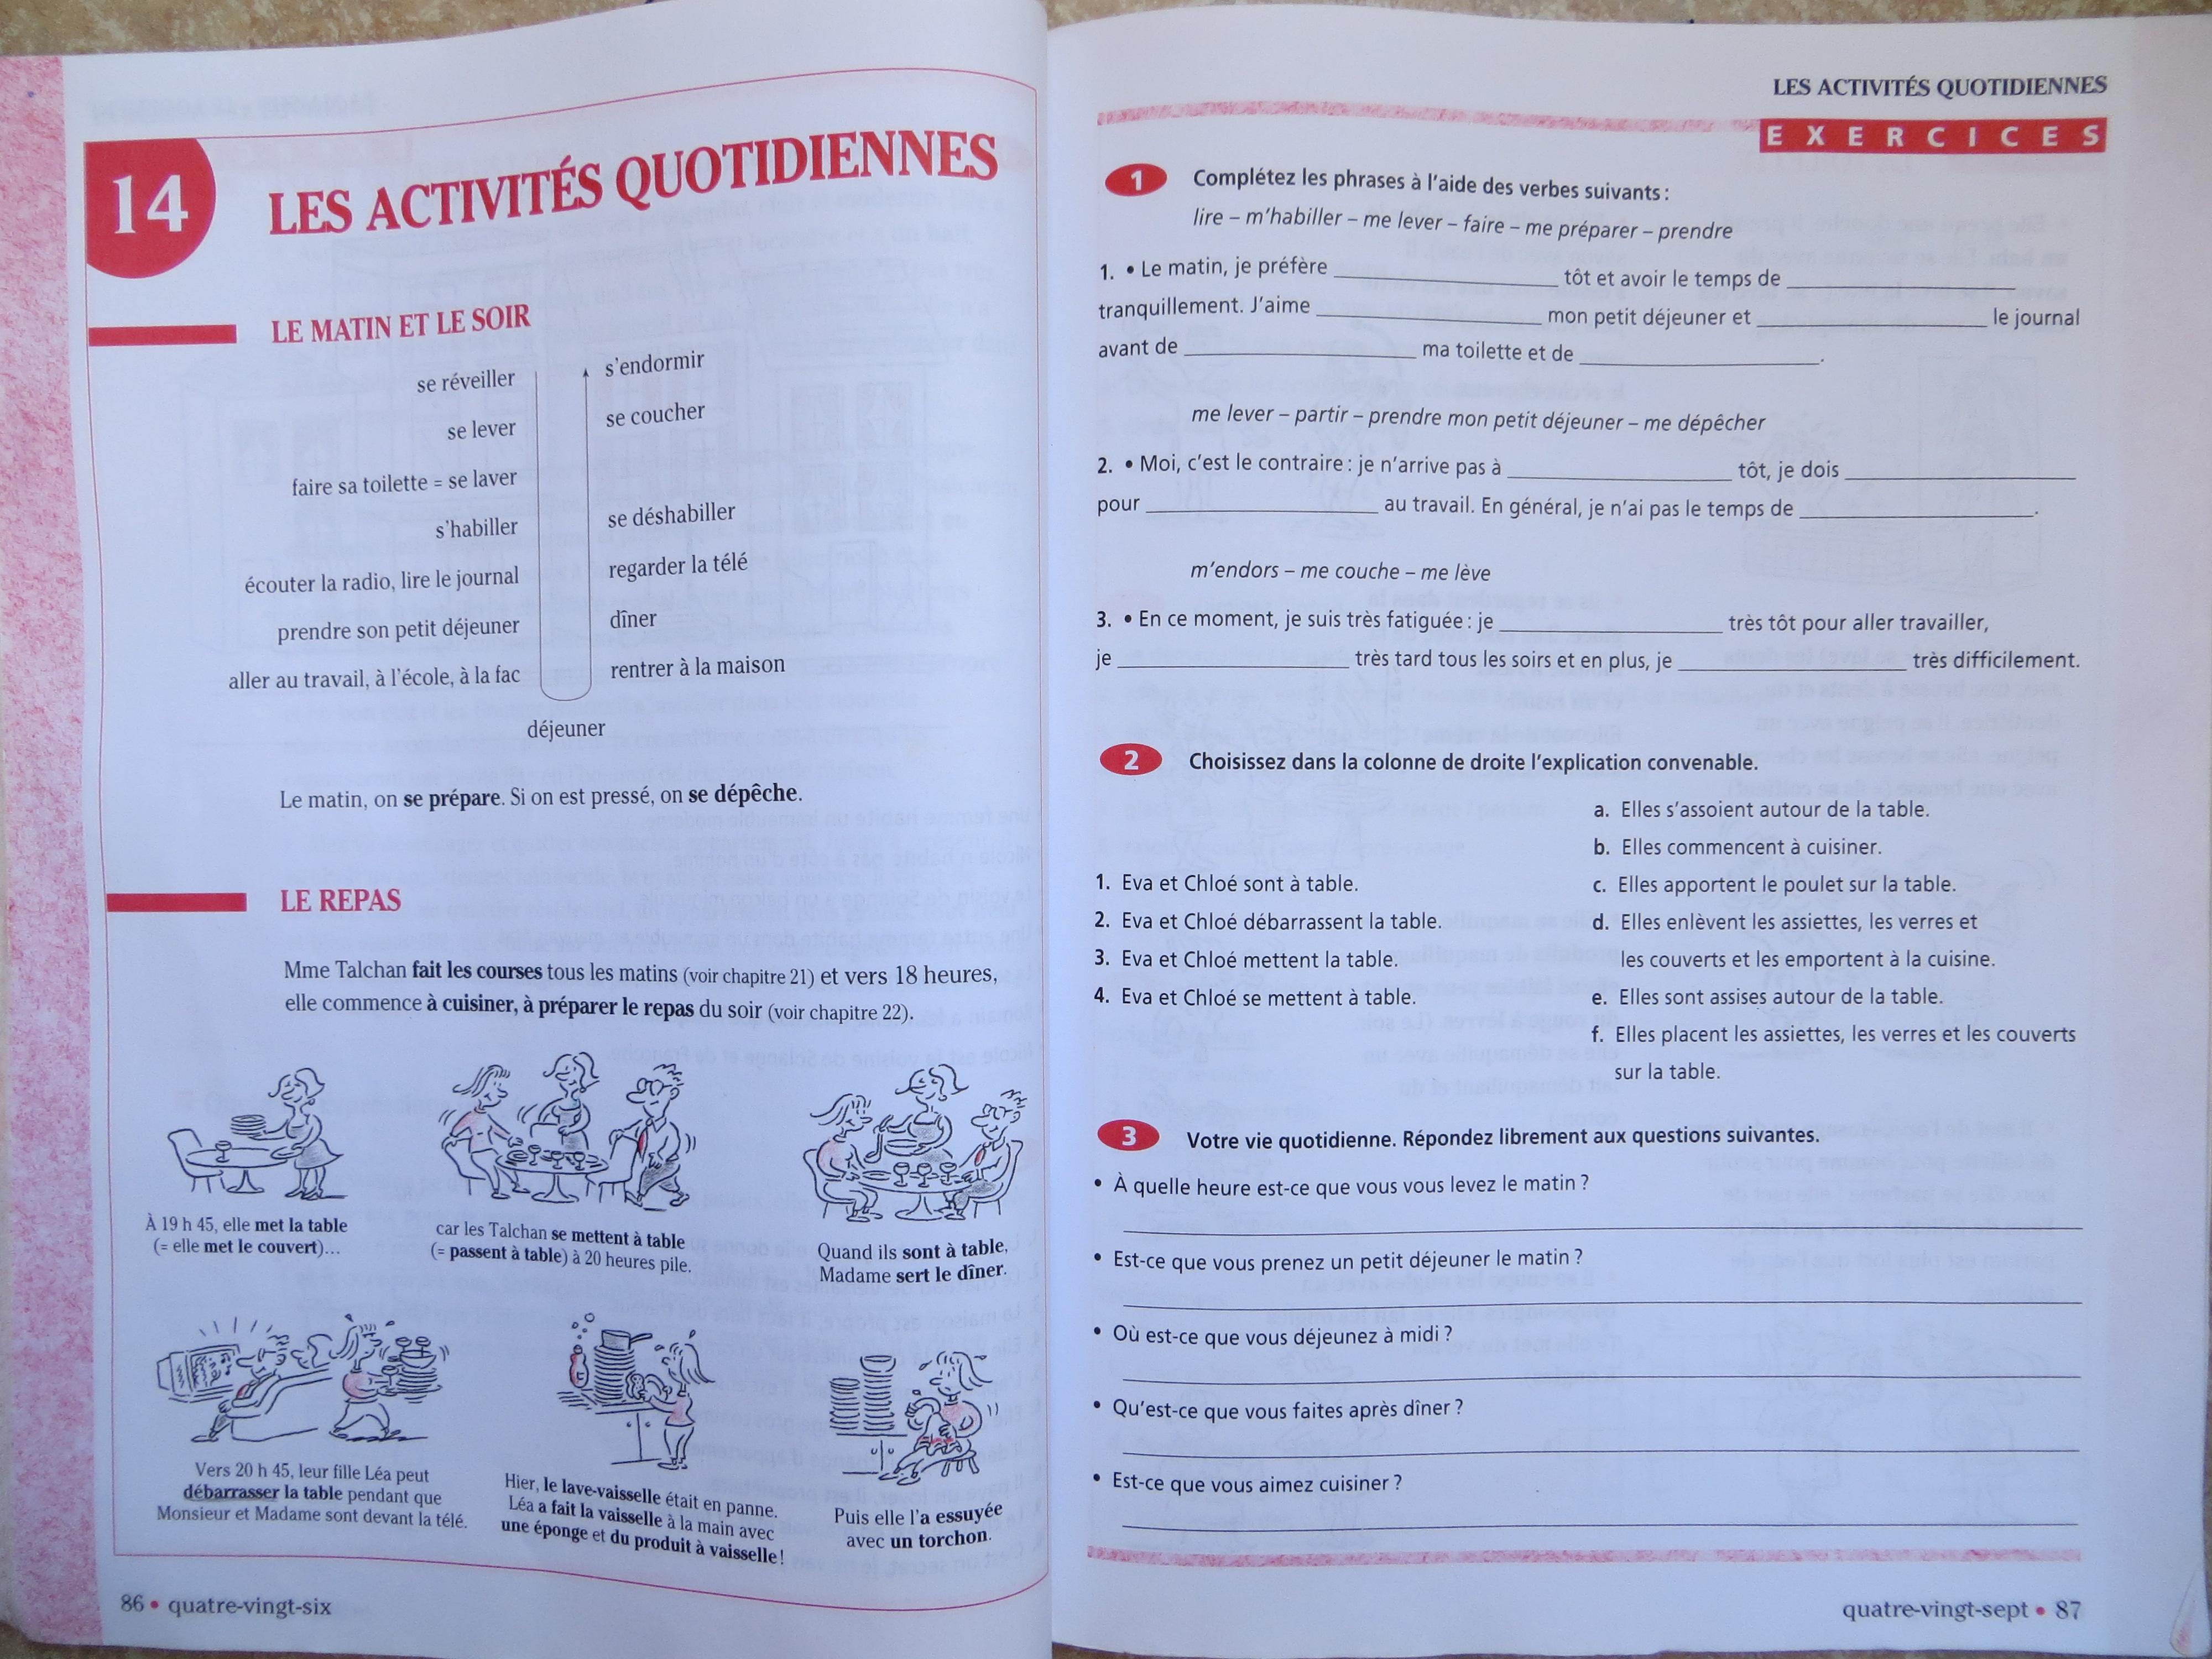 14
LES ACTIVITÉS QUOTIDIENNES
LE MATIN ET LE SOIR
se réveiller
se lever
faire sa toilette = se laver
s'habiller
écouter la radio, lire le journal
prendre son petit déjeuner
aller au travail, à l'école, à la fac
déjeuner
s'endormir
se coucher
se déshabiller
regarder la télé
dîner
rentrer à la maison
Le matin, on se prépare. Si on est pressé, on se dépêche.
LE REPAS
Mme Talchan fait les courses tous les matins (voir chapitre 21) et vers 18 heures,
elle commence à cuisiner, à préparer le repas du soir (voir chapitre 22).
À 19 h 45, elle met la table
(= elle met le couvert)…
car les Talchan se mettent à table
(= passent à table) à 20 heures pile.
Quand ils sont à table,
Madame sert le dîner.
Vers 20 h 45, leur fille Léa peut
débarrasser la table pendant que
Monsieur et Madame sont devant la télé.
Hier, le lave-vaisselle était en panne.
Léa a fait la vaisselle à la main avec
une éponge et du produit à vaisselle !
Puis elle l'a essuyée
avec un torchon.
86 • quatre-vingt-six
LES ACTIVITÉS QUOTIDIENNES
EXERCICES
1 Complétez les phrases à l'aide des verbes suivants :
lire – m'habiller – me lever – faire – me préparer – prendre
1. • Le matin, je préfère ____ tôt et avoir le temps de ____
tranquillement. J'aime ____ mon petit déjeuner et ____ le journal
avant de ____ ma toilette et de ____.
me lever – partir – prendre mon petit déjeuner – me dépêcher
2. • Moi, c'est le contraire : je n'arrive pas à ____ tôt, je dois ____
pour ____ au travail. En général, je n'ai pas le temps de ____.
m'endors – me couche – me lève
3. • En ce moment, je suis très fatiguée : je ____ très tôt pour aller travailler,
je ____ très tard tous les soirs et en plus, je ____ très difficilement.
2 Choisissez dans la colonne de droite l'explication convenable.
1. Eva et Chloé sont à table.
2. Eva et Chloé débarrassent la table.
3. Eva et Chloé mettent la table.
4. Eva et Chloé se mettent à table.
a. Elles s'assoient autour de la table.
b. Elles commencent à cuisiner.
c. Elles apportent le poulet sur la table.
d. Elles enlèvent les assiettes, les verres et
les couverts et les emportent à la cuisine.
e. Elles sont assises autour de la table.
f. Elles placent les assiettes, les verres et les couverts
sur la table.
3 Votre vie quotidienne. Répondez librement aux questions suivantes.
• À quelle heure est-ce que vous vous levez le matin ?
• Est-ce que vous prenez un petit déjeuner le matin ?
• Où est-ce que vous déjeunez à midi ?
• Qu'est-ce que vous faites après dîner ?
• Est-ce que vous aimez cuisiner ?
quatre-vingt-sept • 87